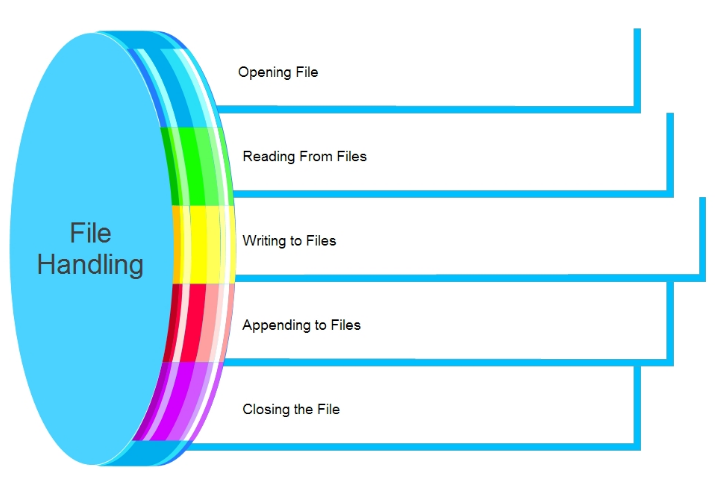 File
Handling
Opening File
Reading From Files
Writing to Files
Appending to Files
Closing the File